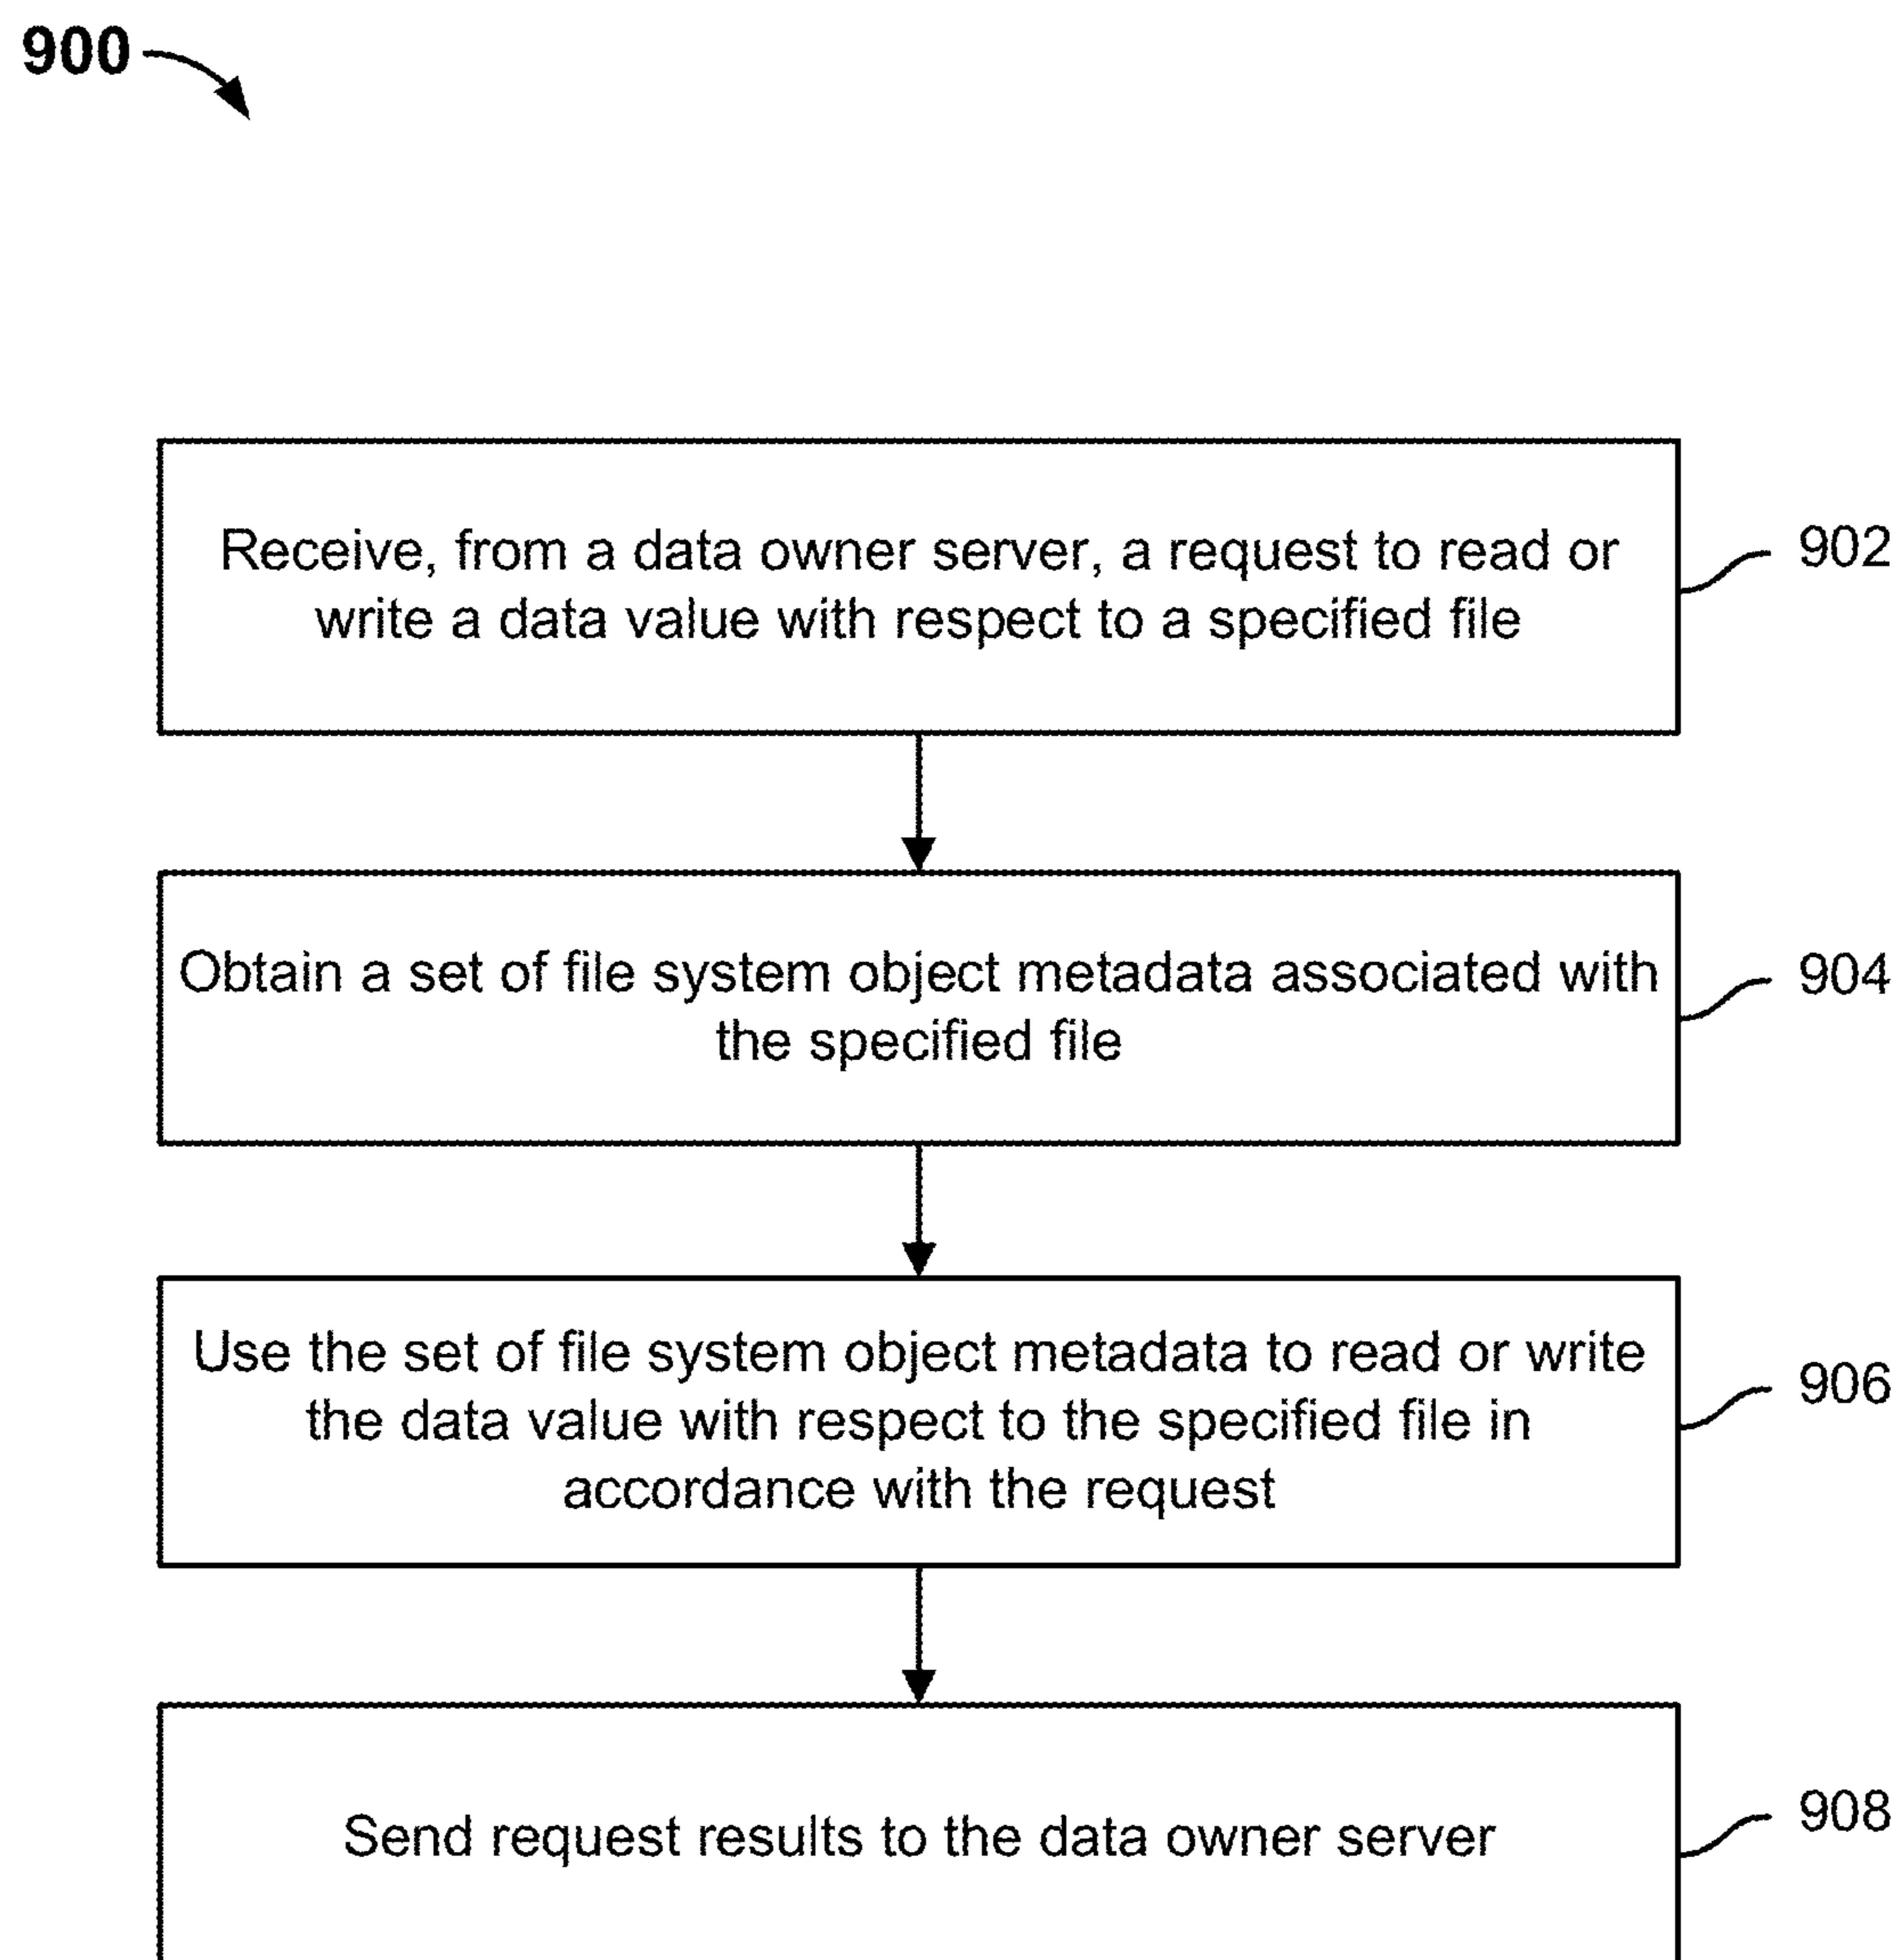 900
Receive, from a data owner server, a request to read or
write a data value with respect to a specified file
902
Obtain a set of file system object metadata associated with
the specified file
904
Use the set of file system object metadata to read or write
the data value with respect to the specified file in
accordance with the request
906
Send request results to the data owner server
908